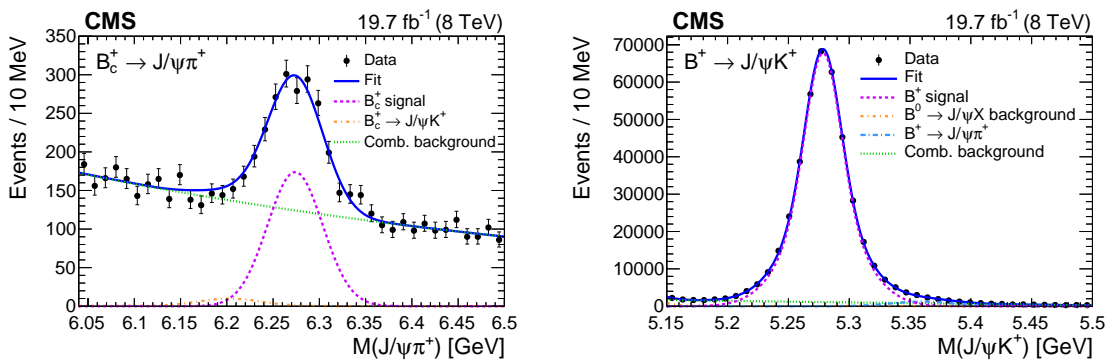 CMS 19.7 fb⁻¹ (8 TeV)
B_c⁺ → J/ψπ⁺
Data
Fit
B_c⁺ signal
B_c⁺ → J/ψK⁺
Comb. background
Events / 10 MeV
350
300
250
200
150
100
50
0
6.05 6.1 6.15 6.2 6.25 6.3 6.35 6.4 6.45 6.5
M(J/ψπ⁺) [GeV]
CMS 19.7 fb⁻¹ (8 TeV)
B⁺ → J/ψK⁺
Data
Fit
B⁺ signal
B⁰ → J/ψX background
B⁺ → J/ψπ⁺
Comb. background
Events / 10 MeV
70000
60000
50000
40000
30000
20000
10000
0
5.15 5.2 5.25 5.3 5.35 5.4 5.45 5.5
M(J/ψK⁺) [GeV]